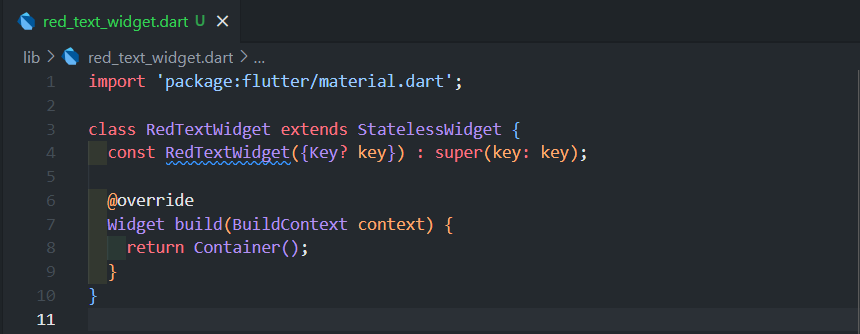 red_text_widget.dart U ×
lib > red_text_widget.dart > ...
1 import 'package:flutter/material.dart';
2
3 class RedTextWidget extends StatelessWidget {
4   const RedTextWidget({Key? key}) : super(key: key);
5
6   @override
7   Widget build(BuildContext context) {
8     return Container();
9   }
10 }
11